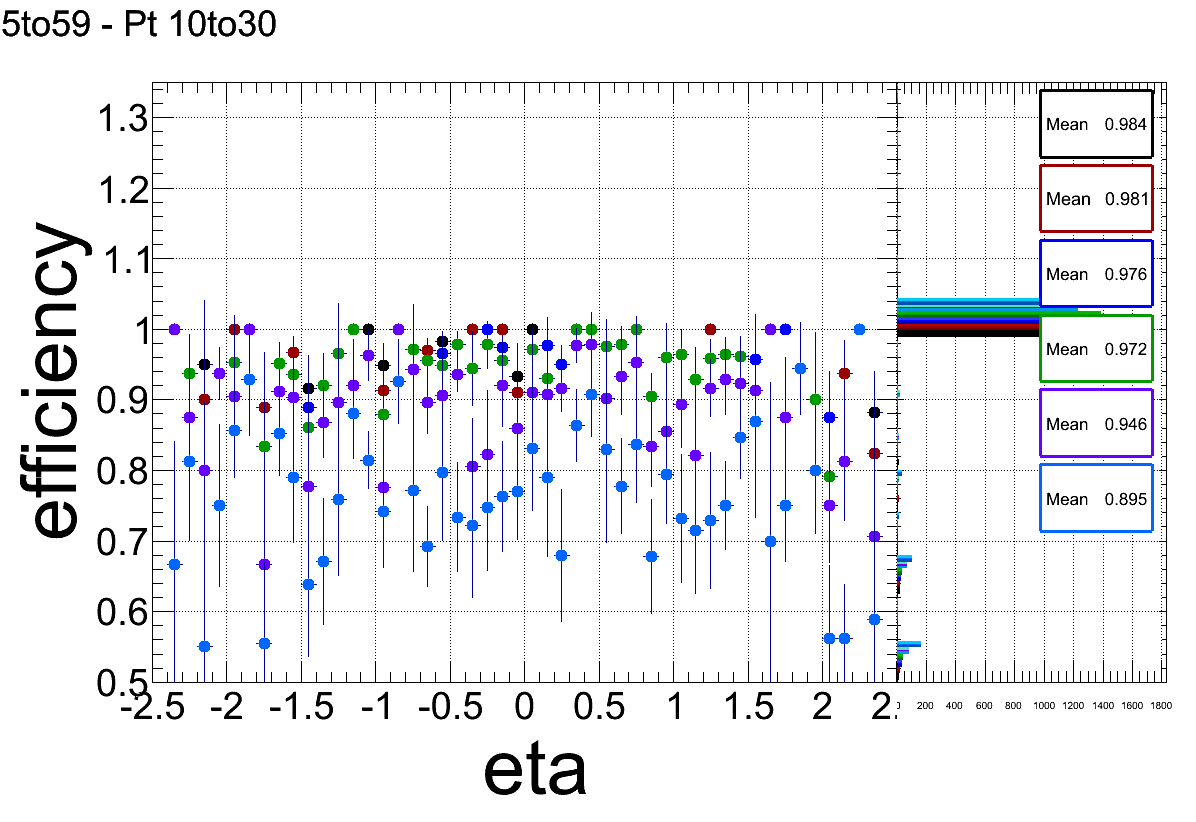 5to59 - Pt 10to30
efficiency
1.3
1.2
1.1
1
0.9
0.8
0.7
0.6
0.5
-2.5 -2 -1.5 -1 -0.5 0 0.5 1 1.5 2 2.
200 400 600 800 1000 1200 1400 1600 1800
eta
Mean 0.984
Mean 0.981
Mean 0.976
Mean 0.972
Mean 0.946
Mean 0.895